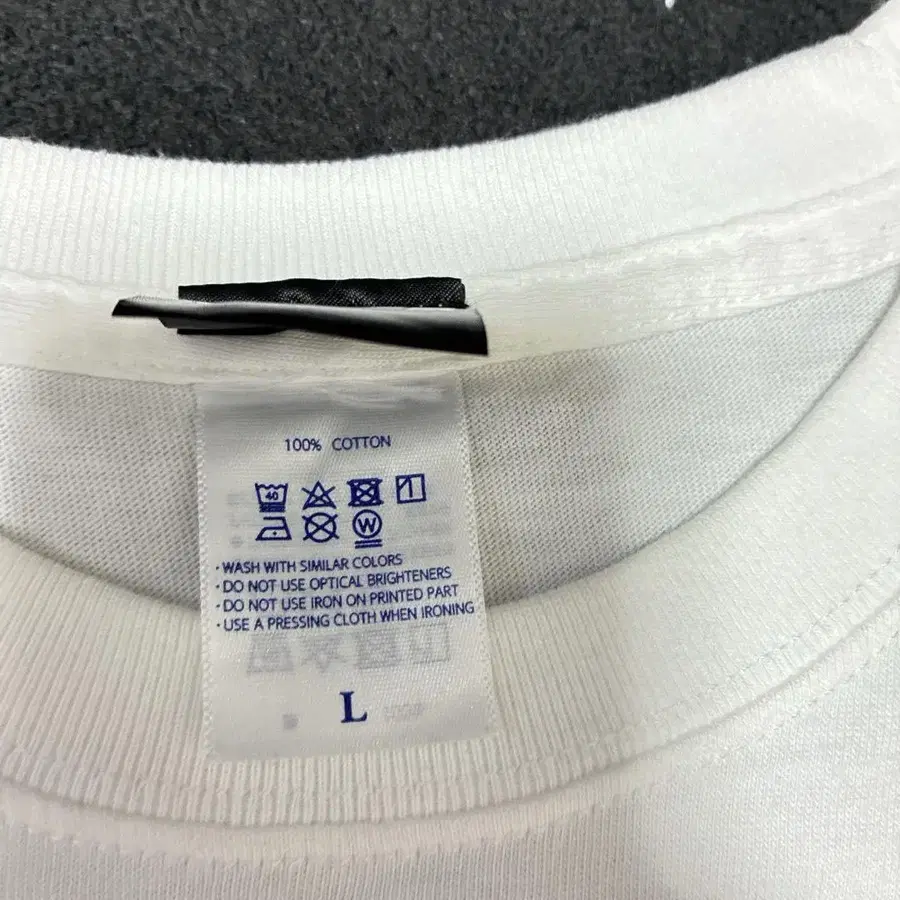 100% COTTON
40
W
· WASH WITH SIMILAR COLORS
· DO NOT USE OPTICAL BRIGHTENERS
· DO NOT USE IRON ON PRINTED PART
· USE A PRESSING CLOTH WHEN IRONING
L